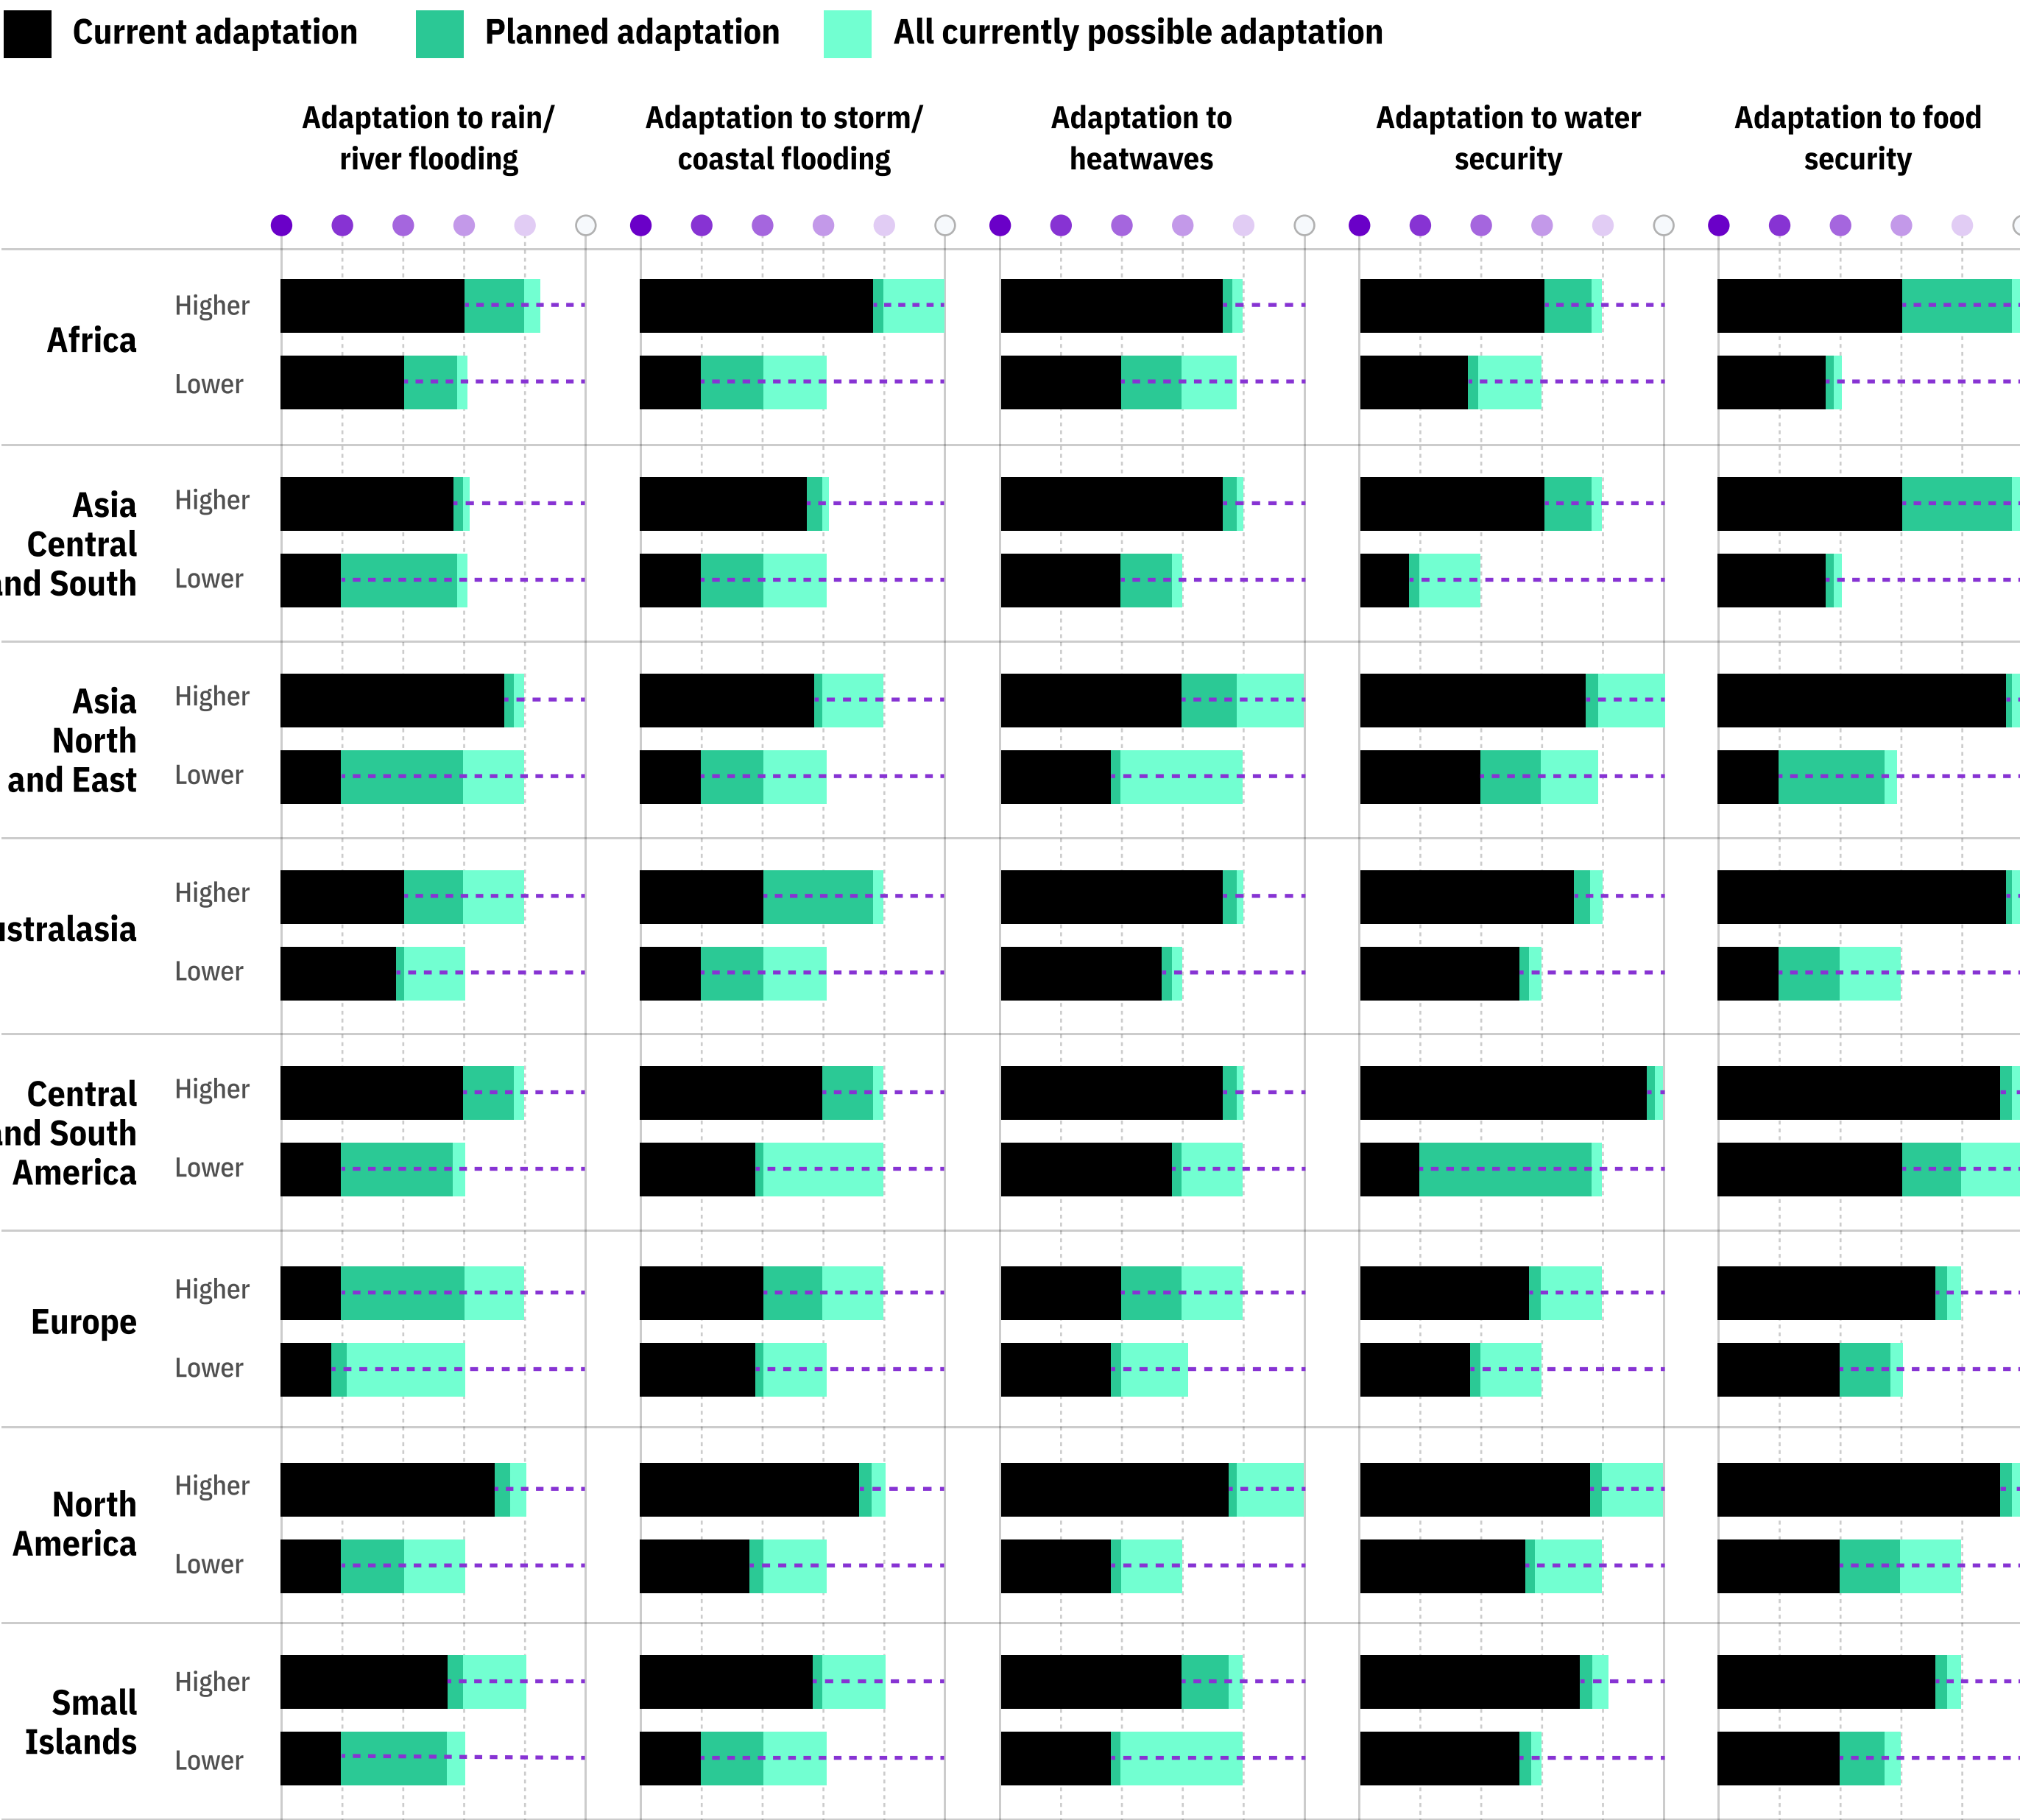 Current adaptation
Planned adaptation
All currently possible adaptation
Adaptation to rain/
river flooding
Adaptation to storm/
coastal flooding
Adaptation to
heatwaves
Adaptation to water
security
Adaptation to food
security
Africa
Higher
Lower
Asia
Central
nd South
Higher
Lower
Asia
North
and East
Higher
Lower
ustralasia
Higher
Lower
Central
nd South
America
Higher
Lower
Europe
Higher
Lower
North
America
Higher
Lower
Small
Islands
Higher
Lower